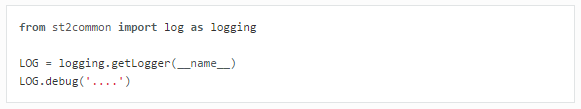 from st2common import log as logging
LOG = logging.getLogger(__name__)
LOG.debug('....')